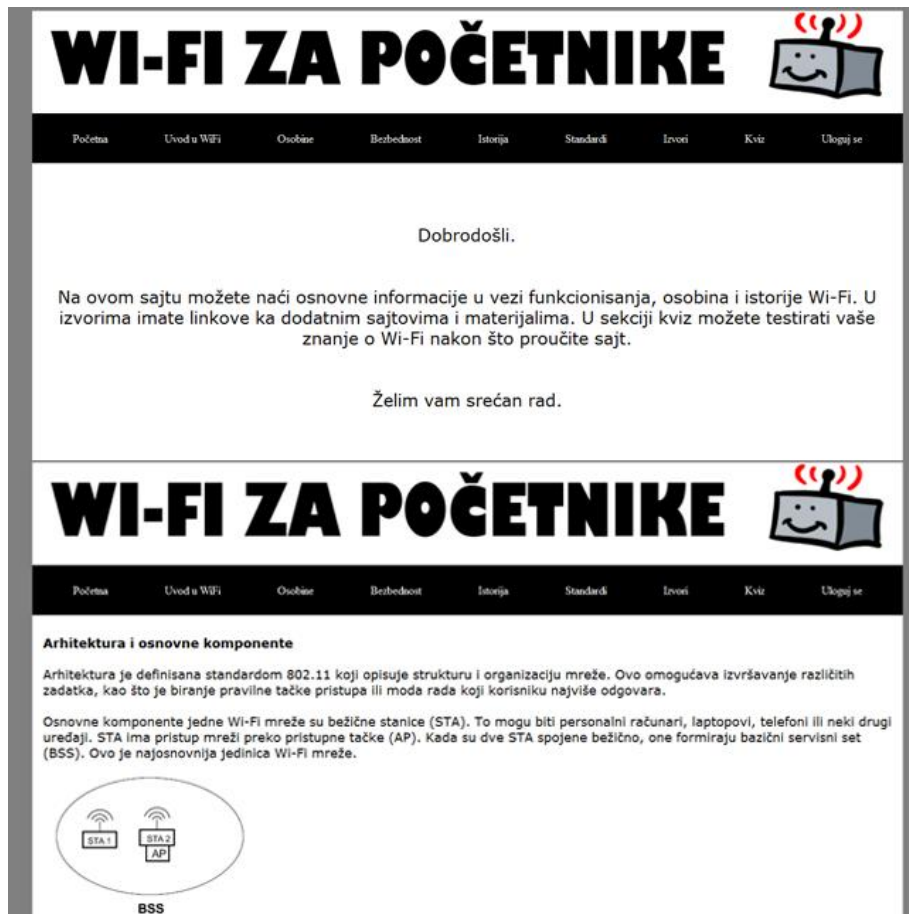 WI-FI ZA POČETNIKE
Početna Uvod u WiFi Osobine Bezbednost Istorija Standardi Izvori Kviz Uloguj se
Dobrodošli.
Na ovom sajtu možete naći osnovne informacije u vezi funkcionisanja, osobina i istorije Wi-Fi. U
izvorima imate linkove ka dodatnim sajtovima i materijalima. U sekciji kviz možete testirati vaše
znanje o Wi-Fi nakon što proučite sajt.
Želim vam srećan rad.
WI-FI ZA POČETNIKE
Početna Uvod u WiFi Osobine Bezbednost Istorija Standardi Izvori Kviz Uloguj se
Arhitektura i osnovne komponente
Arhitektura je definisana standardom 802.11 koji opisuje strukturu i organizaciju mreže. Ovo omogućava izvršavanje različitih
zadatka, kao što je biranje pravilne tačke pristupa ili moda rada koji korisniku najviše odgovara.
Osnovne komponente jedne Wi-Fi mreže su bežične stanice (STA). To mogu biti personalni računari, laptopovi, telefoni ili neki drugi
uređaji. STA ima pristup mreži preko pristupne tačke (AP). Kada su dve STA spojene bežično, one formiraju bazični servisni set
(BSS). Ovo je najosnovnija jedinica Wi-Fi mreže.
STA 1 STA 2
AP
BSS